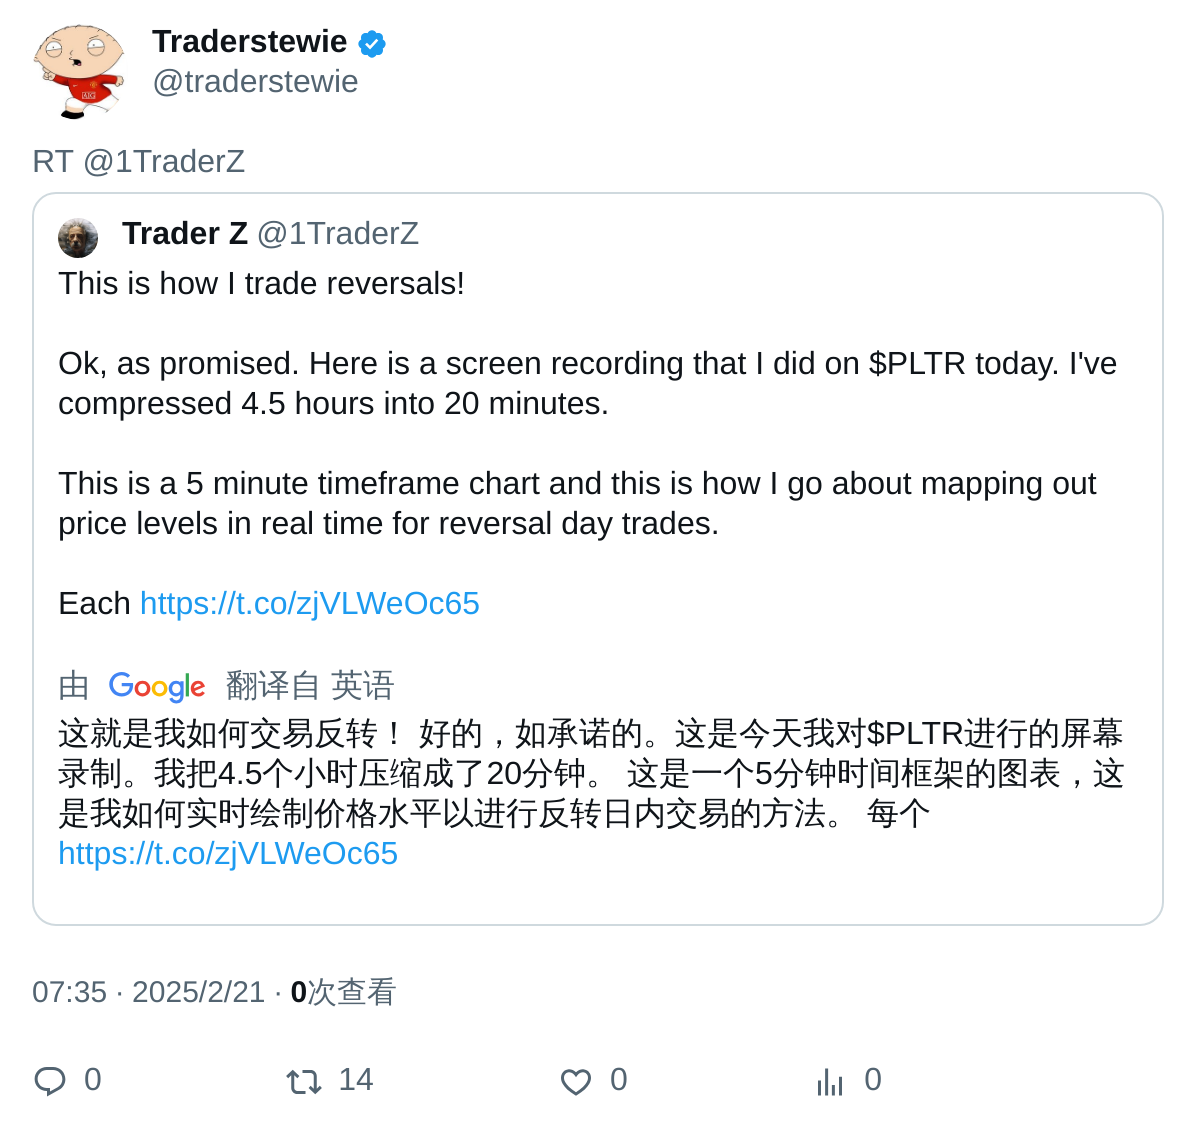 Traderstewie
@traderstewie
AIG
RT @1TraderZ
Trader Z @1TraderZ
This is how I trade reversals!
Ok, as promised. Here is a screen recording that I did on $PLTR today. I've
compressed 4.5 hours into 20 minutes.
This is a 5 minute timeframe chart and this is how I go about mapping out
price levels in real time for reversal day trades.
Each https://t.co/zjVLWeOc65
由 Google 翻译自 英语
这就是我如何交易反转！ 好的，如承诺的。这是今天我对$PLTR进行的屏幕
录制。我把4.5个小时压缩成了20分钟。 这是一个5分钟时间框架的图表，这
是我如何实时绘制价格水平以进行反转日内交易的方法。 每个
https://t.co/zjVLWeOc65
07:35 · 2025/2/21 · 0次查看
0 14 0 0